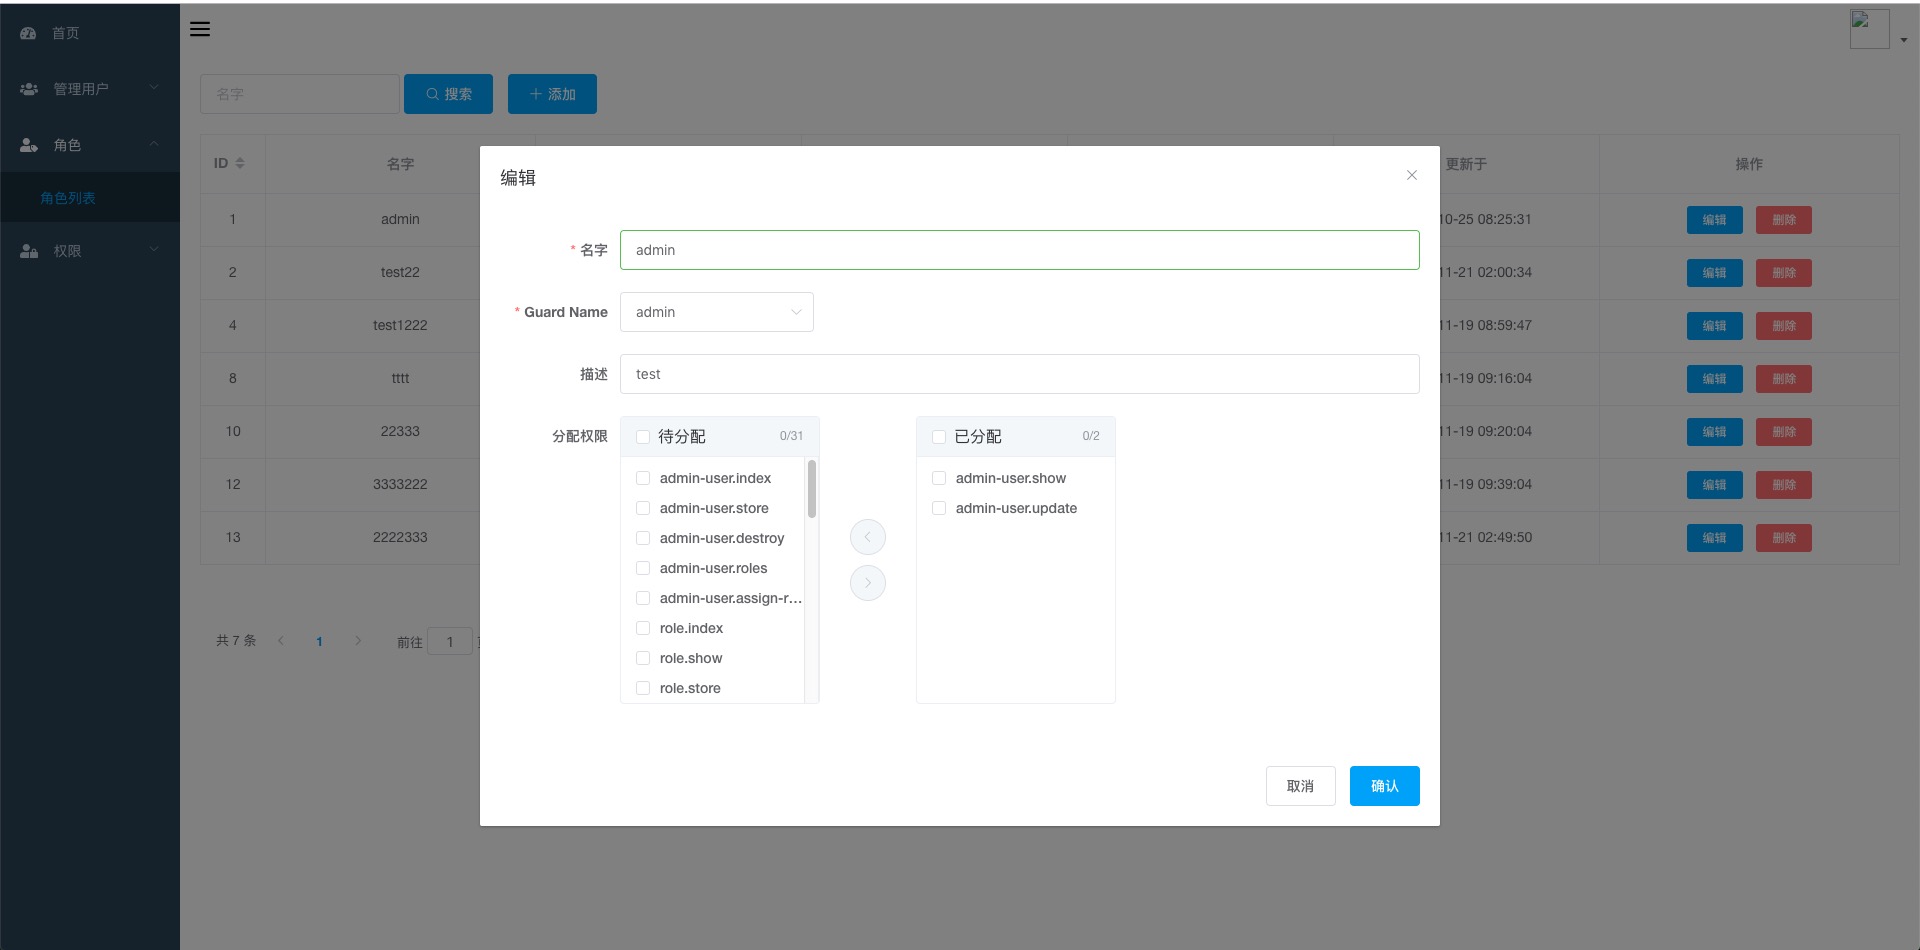 首页
管理用户
角色
角色列表
权限
名字
搜索
添加
ID 名字 更新于 操作
1 admin 10-25 08:25:31 编辑 删除
2 test22 11-21 02:00:34 编辑 删除
4 test1222 11-19 08:59:47 编辑 删除
8 tttt 11-19 09:16:04 编辑 删除
10 22333 11-19 09:20:04 编辑 删除
12 3333222 11-19 09:39:04 编辑 删除
13 2222333 11-21 02:49:50 编辑 删除
共 7 条 1 前往 1
编辑
* 名字 admin
* Guard Name admin
描述 test
分配权限
待分配 0/31
admin-user.index
admin-user.store
admin-user.destroy
admin-user.roles
admin-user.assign-r...
role.index
role.show
role.store
已分配 0/2
admin-user.show
admin-user.update
取消
确认